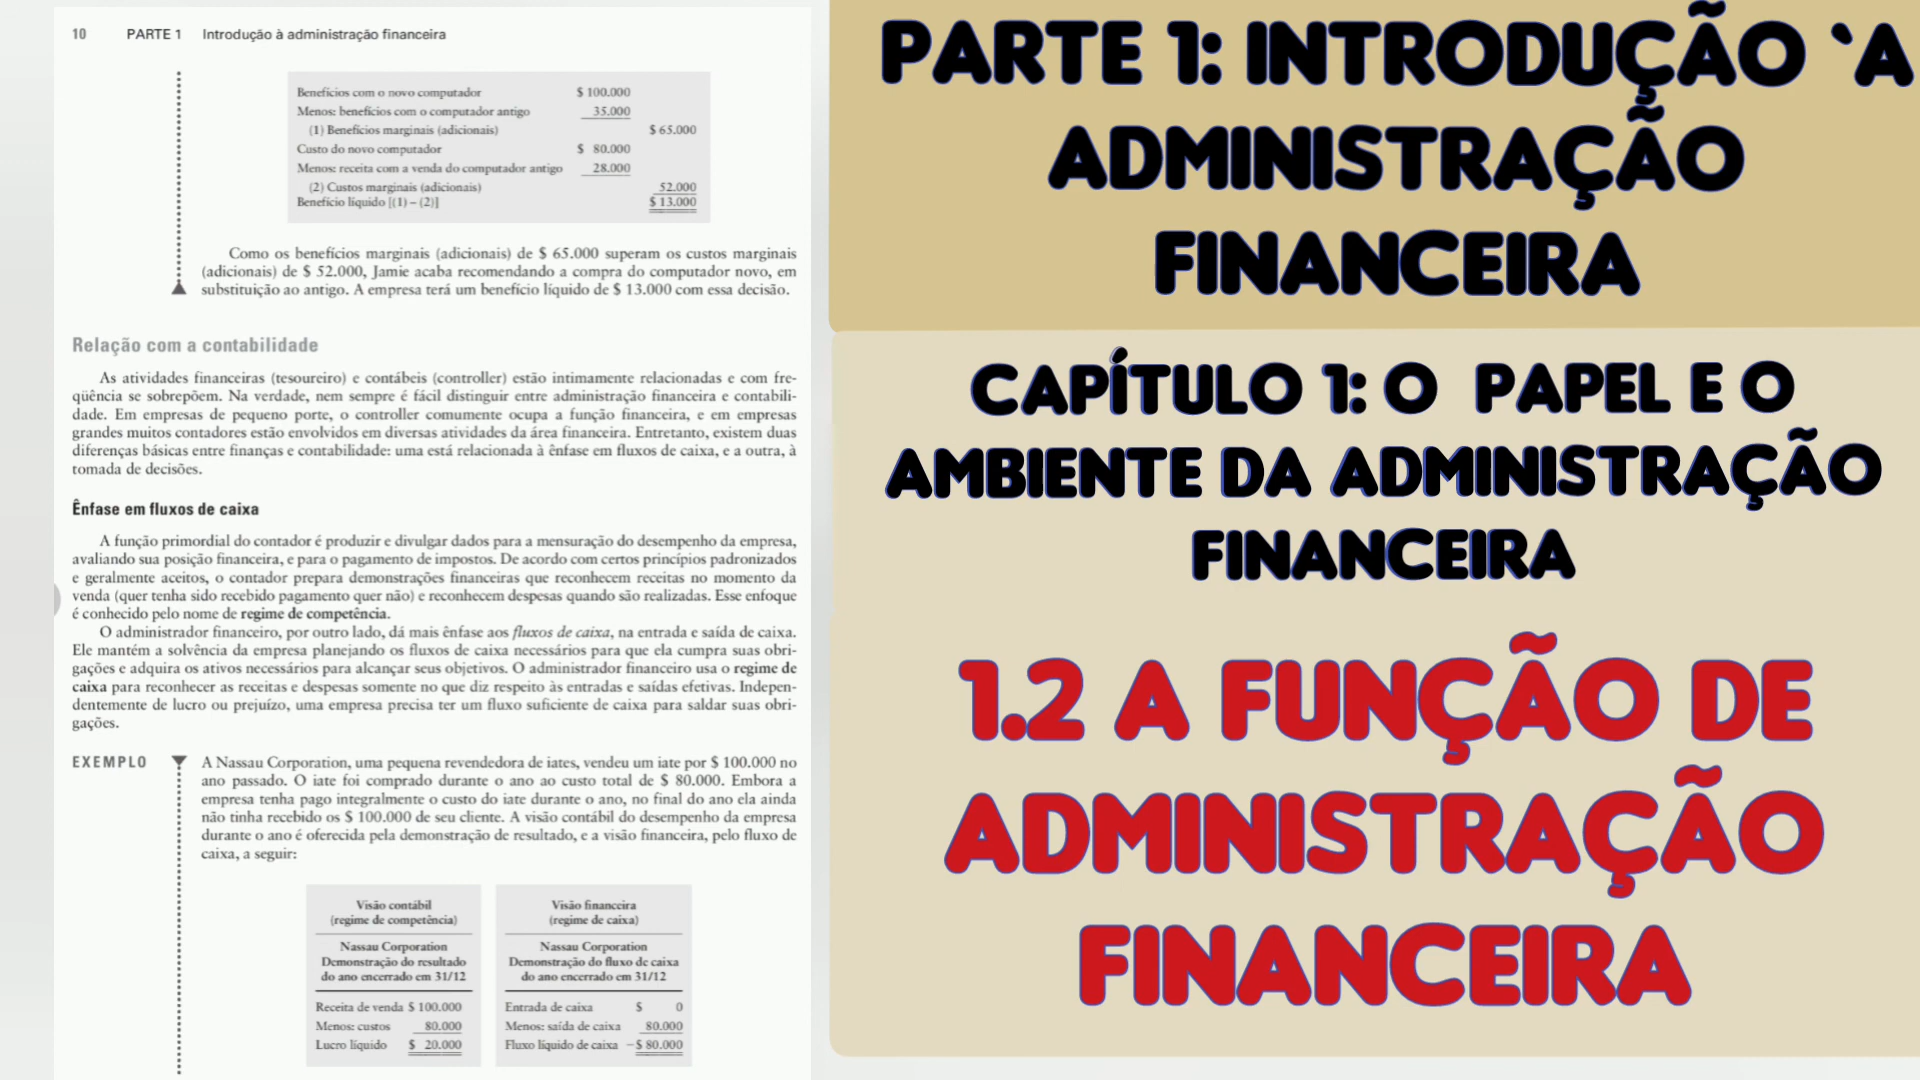 10 PARTE 1 Introdução à administração financeira
Benefícios com o novo computador $ 100.000
Menos: benefícios com o computador antigo 35.000
(1) Benefícios marginais (adicionais) $ 65.000
Custo do novo computador $ 80.000
Menos: receita com a venda do computador antigo 28.000
(2) Custos marginais (adicionais) 52.000
Benefício líquido [(1) – (2)] $ 13.000
Como os benefícios marginais (adicionais) de $ 65.000 superam os custos marginais
(adicionais) de $ 52.000, Jamie acaba recomendando a compra do computador novo, em
substituição ao antigo. A empresa terá um benefício líquido de $ 13.000 com essa decisão.
Relação com a contabilidade
As atividades financeiras (tesoureiro) e contábeis (controller) estão intimamente relacionadas e com fre-
qüência se sobrepõem. Na verdade, nem sempre é fácil distinguir entre administração financeira e contabili-
dade. Em empresas de pequeno porte, o controller comumente ocupa a função financeira, e em empresas
grandes muitos contadores estão envolvidos em diversas atividades da área financeira. Entretanto, existem duas
diferenças básicas entre finanças e contabilidade: uma está relacionada à ênfase em fluxos de caixa, e a outra, à
tomada de decisões.
Ênfase em fluxos de caixa
A função primordial do contador é produzir e divulgar dados para a mensuração do desempenho da empresa,
avaliando sua posição financeira, e para o pagamento de impostos. De acordo com certos princípios padronizados
e geralmente aceitos, o contador prepara demonstrações financeiras que reconhecem receitas no momento da
venda (quer tenha sido recebido pagamento quer não) e reconhecem despesas quando são realizadas. Esse enfoque
é conhecido pelo nome de regime de competência.
O administrador financeiro, por outro lado, dá mais ênfase aos fluxos de caixa, na entrada e saída de caixa.
Ele mantém a solvência da empresa planejando os fluxos de caixa necessários para que ela cumpra suas obri-
gações e adquira os ativos necessários para alcançar seus objetivos. O administrador financeiro usa o regime de
caixa para reconhecer as receitas e despesas somente no que diz respeito às entradas e saídas efetivas. Indepen-
dentemente de lucro ou prejuízo, uma empresa precisa ter um fluxo suficiente de caixa para saldar suas obri-
gações.
EXEMPLO A Nassau Corporation, uma pequena revendedora de iates, vendeu um iate por $ 100.000 no
ano passado. O iate foi comprado durante o ano ao custo total de $ 80.000. Embora a
empresa tenha pago integralmente o custo do iate durante o ano, no final do ano ela ainda
não tinha recebido os $ 100.000 de seu cliente. A visão contábil do desempenho da empresa
durante o ano é oferecida pela demonstração de resultado, e a visão financeira, pelo fluxo de
caixa, a seguir:
Visão contábil
(regime de competência)
Nassau Corporation
Demonstração do resultado
do ano encerrado em 31/12
Receita de venda $ 100.000
Menos: custos 80.000
Lucro líquido $ 20.000
Visão financeira
(regime de caixa)
Nassau Corporation
Demonstração do fluxo de caixa
do ano encerrado em 31/12
Entrada de caixa $ 0
Menos: saída de caixa 80.000
Fluxo líquido de caixa –$ 80.000
PARTE 1: INTRODUÇÃO `A
ADMINISTRAÇÃO
FINANCEIRA
CAPÍTULO 1: O PAPEL E O
AMBIENTE DA ADMINISTRAÇÃO
FINANCEIRA
1.2 A FUNÇÃO DE
ADMINISTRAÇÃO
FINANCEIRA